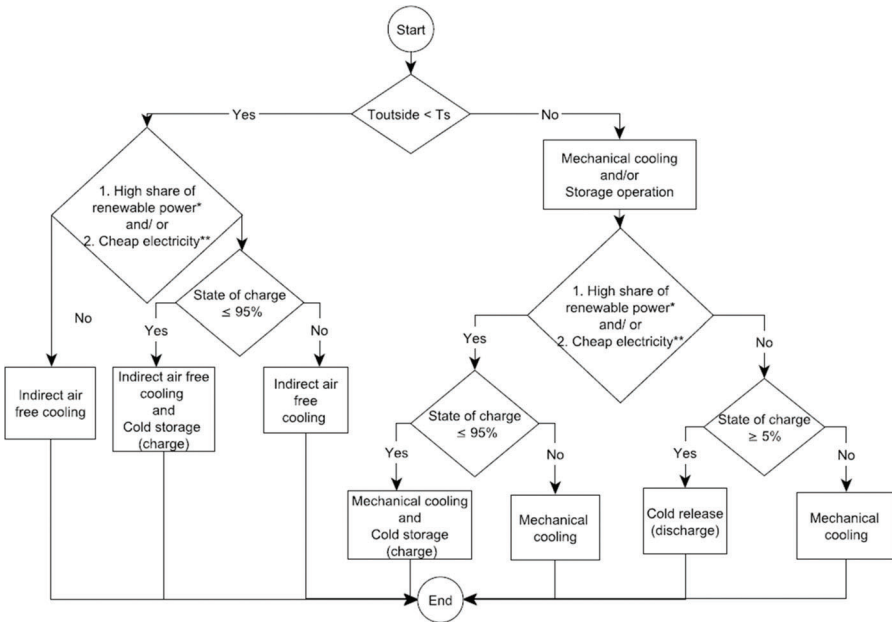 Start
Toutside < Ts
Yes
No
1. High share of
renewable power*
and/ or
2. Cheap electricity**
Mechanical cooling
and/or
Storage operation
State of charge
≤ 95%
No
Yes
No
Indirect air
free cooling
Indirect air free
cooling
and
Cold storage
(charge)
Indirect air
free
cooling
1. High share of
renewable power*
and/ or
2. Cheap electricity**
Yes
No
State of charge
≤ 95%
State of charge
≥ 5%
Yes
No
Yes
No
Mechanical cooling
and
Cold storage
(charge)
Mechanical
cooling
Cold release
(discharge)
Mechanical
cooling
End